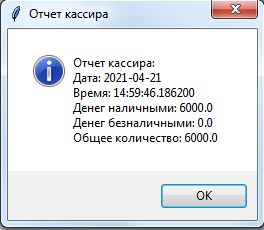 Отчет кассира
Отчет кассира:
Дата: 2021-04-21
Время: 14:59:46.186200
Денег наличными: 6000.0
Денег безналичными: 0.0
Общее количество: 6000.0
ОК